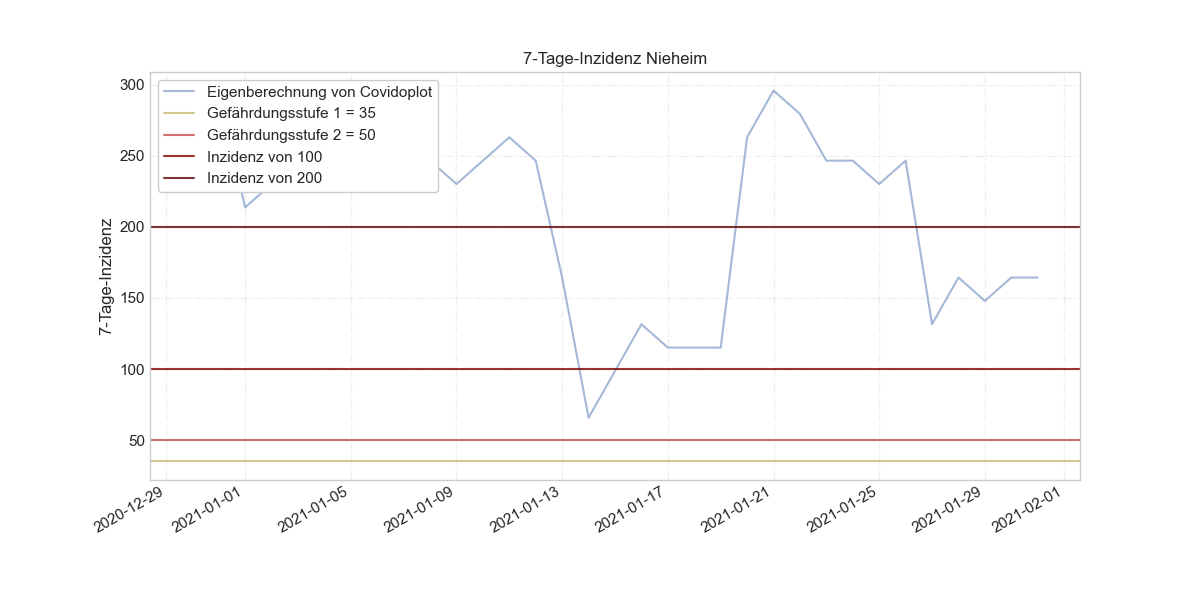 7-Tage-Inzidenz Nieheim
Eigenberechnung von Covidoplot
Gefährdungsstufe 1 = 35
Gefährdungsstufe 2 = 50
Inzidenz von 100
Inzidenz von 200
7-Tage-Inzidenz
300
250
200
150
100
50
2020-12-29
2021-01-01
2021-01-05
2021-01-09
2021-01-13
2021-01-17
2021-01-21
2021-01-25
2021-01-29
2021-02-01